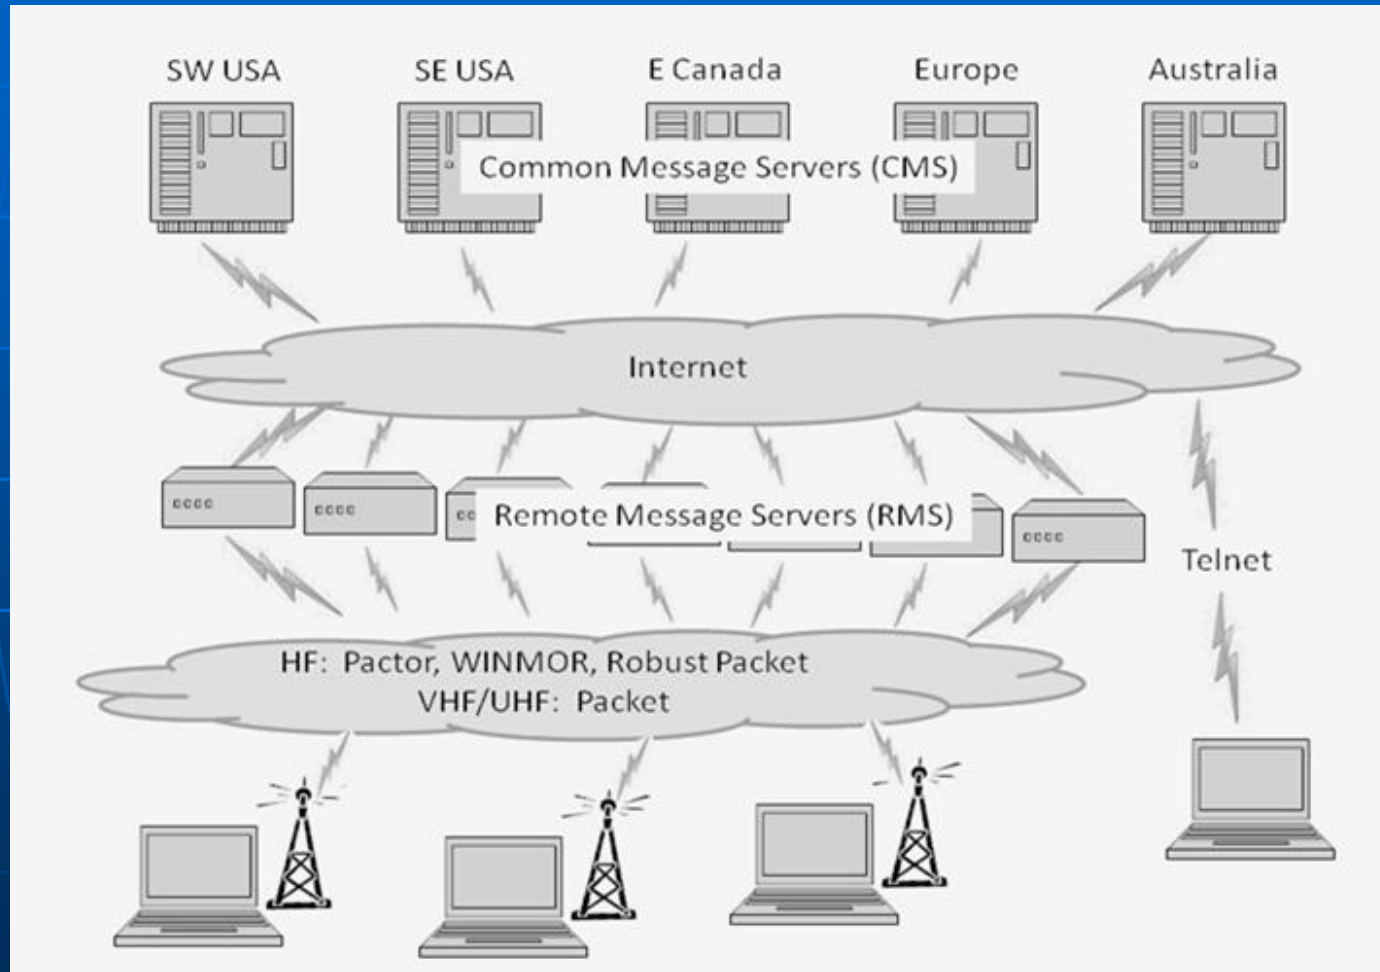 SW USA
SE USA
E Canada
Europe
Australia
Common Message Servers (CMS)
Internet
Remote Message Servers (RMS)
Telnet
HF:  Pactor, WINMOR, Robust Packet
VHF/UHF:  Packet